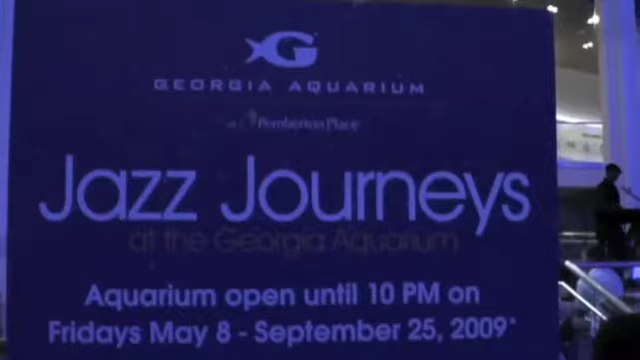 GEORGIA AQUARIUM
at Pemberton Place
Jazz Journeys
at the Georgia Aquarium
Aquarium open until 10 PM on
Fridays May 8 - September 25, 2009*